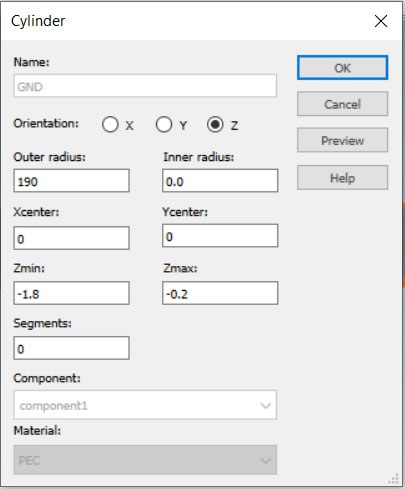 Cylinder
Name:
OK
GND
Cancel
Orientation: X Y Z
Preview
Outer radius: Inner radius:
190 0.0
Help
Xcenter: Ycenter:
0 0
Zmin: Zmax:
-1.8 -0.2
Segments:
0
Component:
component1
Material:
PEC